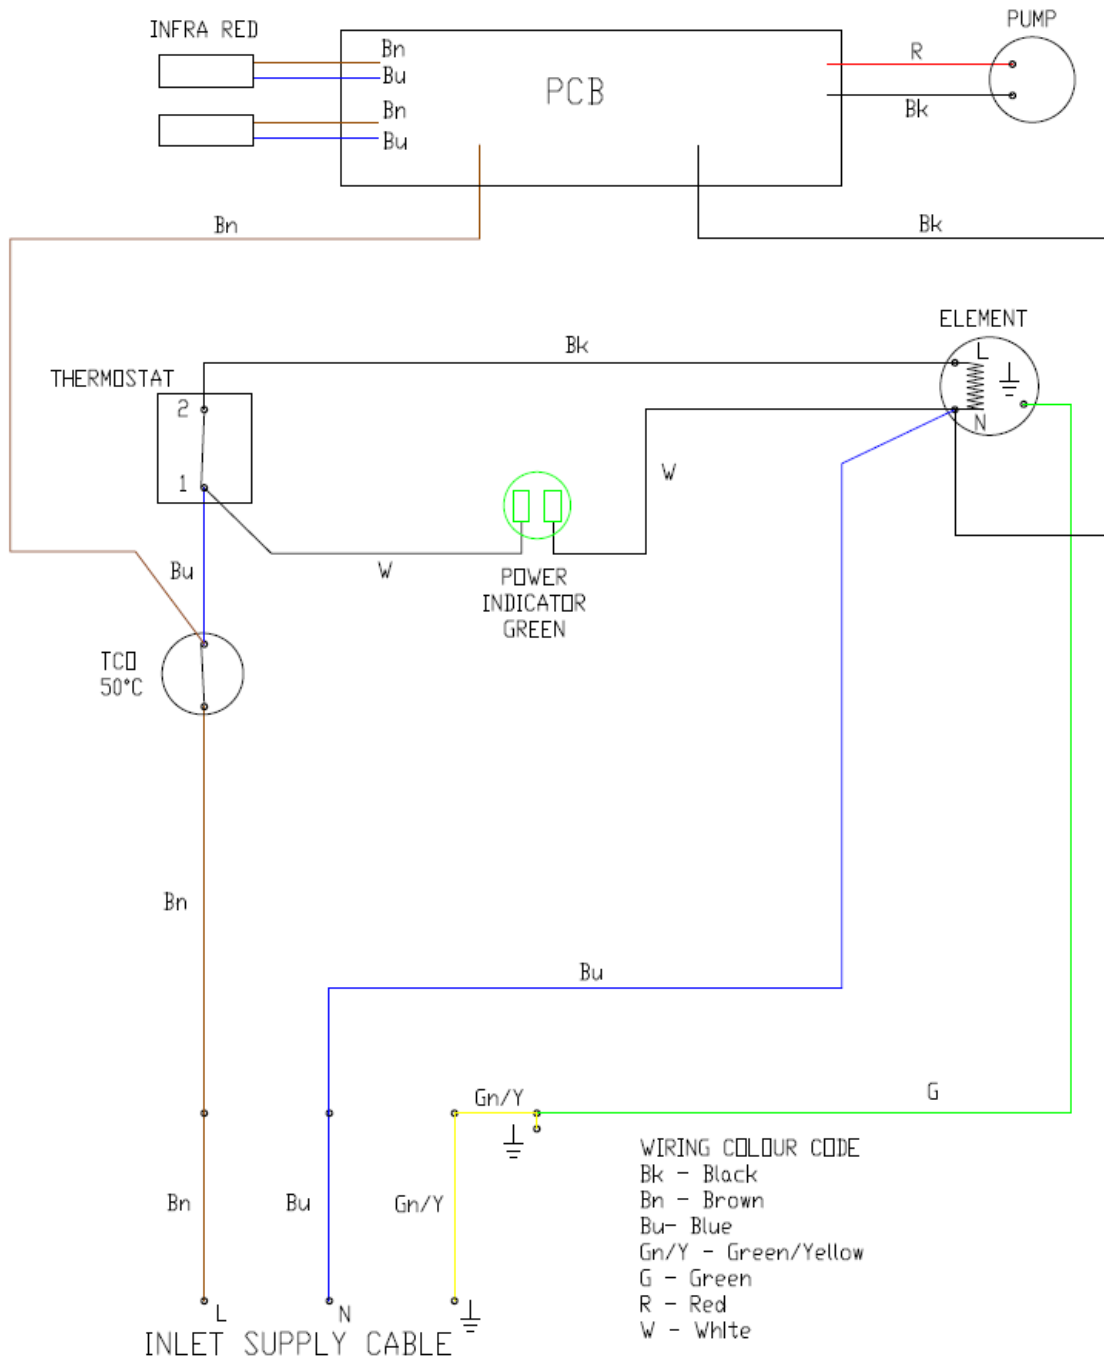 INFRA RED
PUMP
Bn
Bu
Bn
Bu
PCB
R
Bk
Bn
Bk
ELEMENT
Bk
L
THERMOSTAT
2
N
1
W
Bu
W
POWER
INDICATOR
GREEN
TCO
50°C
Bn
Bu
Gn/Y
G
WIRING COLOUR CODE
Bk - Black
Bn - Brown
Bu- Blue
Gn/Y - Green/Yellow
G - Green
R - Red
W - White
Bn
Bu
Gn/Y
L
N
INLET SUPPLY CABLE